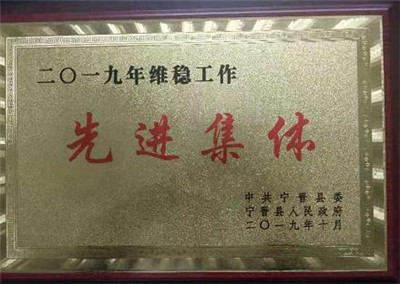 二〇一九年维稳工作
先进集体
中共宁晋县委
宁晋县人民政府
二〇一九年十月